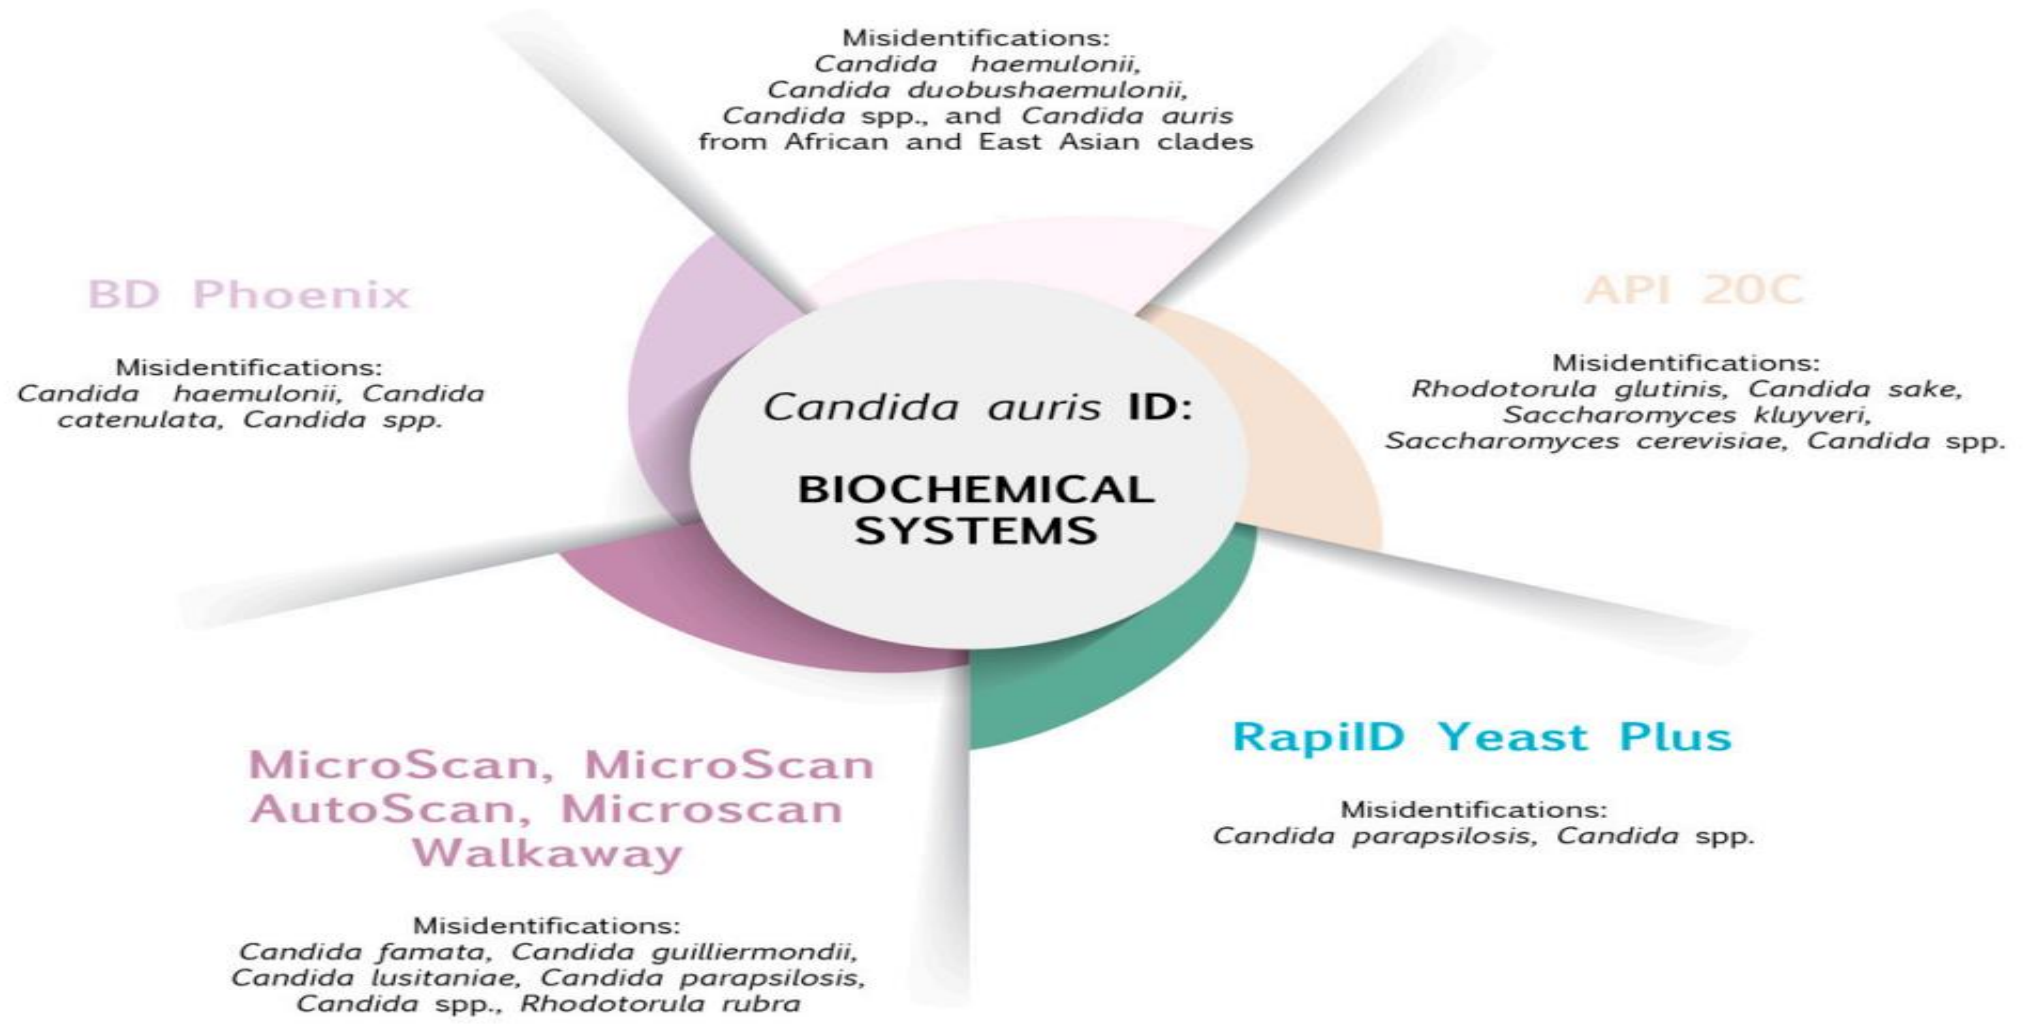 Misidentifications:
Candida haemulonii,
Candida duobushaemulonii,
Candida spp., and Candida auris
from African and East Asian clades
BD Phoenix
Misidentifications:
Candida haemulonii, Candida
catenulata, Candida spp.
API 20C
Misidentifications:
Rhodotorula glutinis, Candida sake,
Saccharomyces kluyveri,
Saccharomyces cerevisiae, Candida spp.
Candida auris ID:
BIOCHEMICAL
SYSTEMS
MicroScan, MicroScan
AutoScan, Microscan
Walkaway
Misidentifications:
Candida famata, Candida guilliermondii,
Candida lusitaniae, Candida parapsilosis,
Candida spp., Rhodotorula rubra
RapiID Yeast Plus
Misidentifications:
Candida parapsilosis, Candida spp.